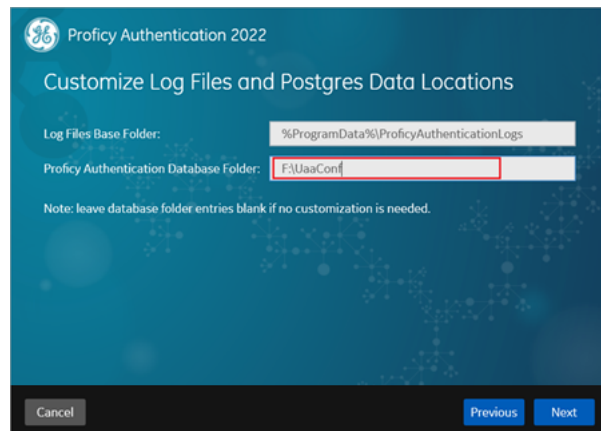 Proficy Authentication 2022
Customize Log Files and Postgres Data Locations
Log Files Base Folder: %ProgramData%\ProficyAuthenticationLogs
Proficy Authentication Database Folder: F:\UaaConf
Note: leave database folder entries blank if no customization is needed.
Cancel Previous Next